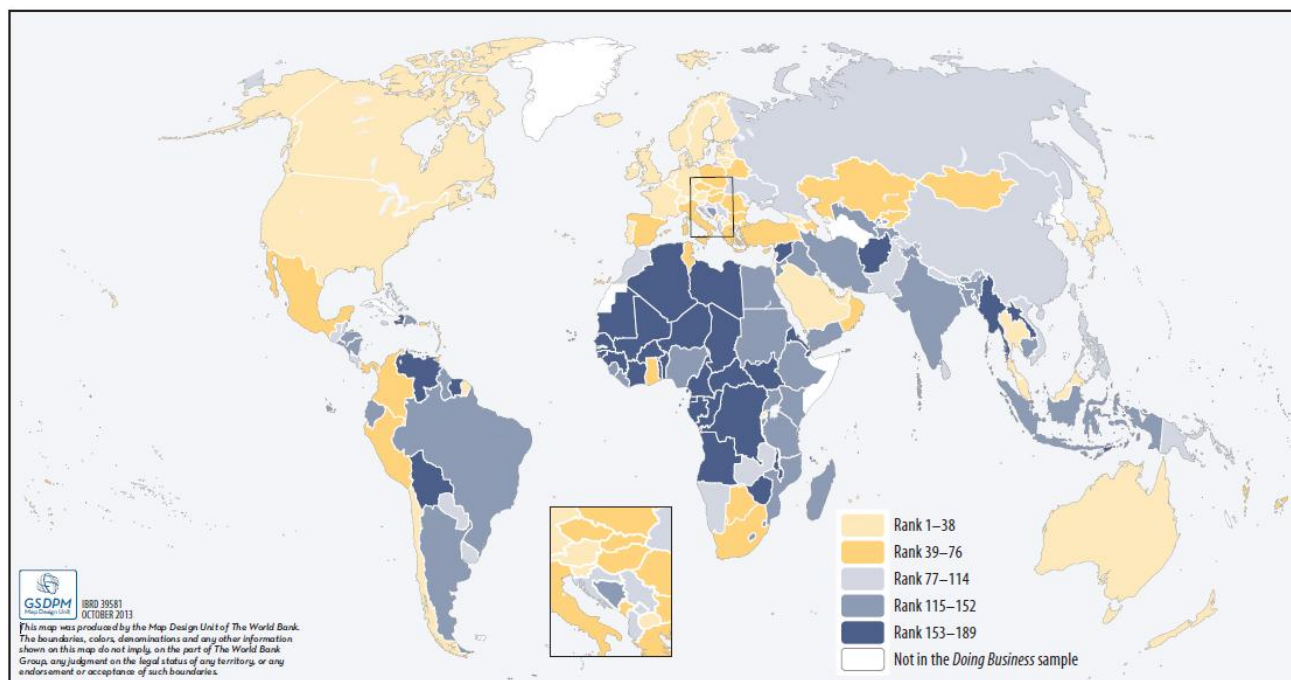 Rank 1–38
Rank 39–76
Rank 77–114
Rank 115–152
Rank 153–189
Not in the Doing Business sample
GSDPM
Map Design Unit
IBRD 39581
OCTOBER 2013
This map was produced by the Map Design Unit of The World Bank.
The boundaries, colors, denominations and any other information
shown on this map do not imply, on the part of The World Bank
Group, any judgment on the legal status of any territory, or any
endorsement or acceptance of such boundaries.